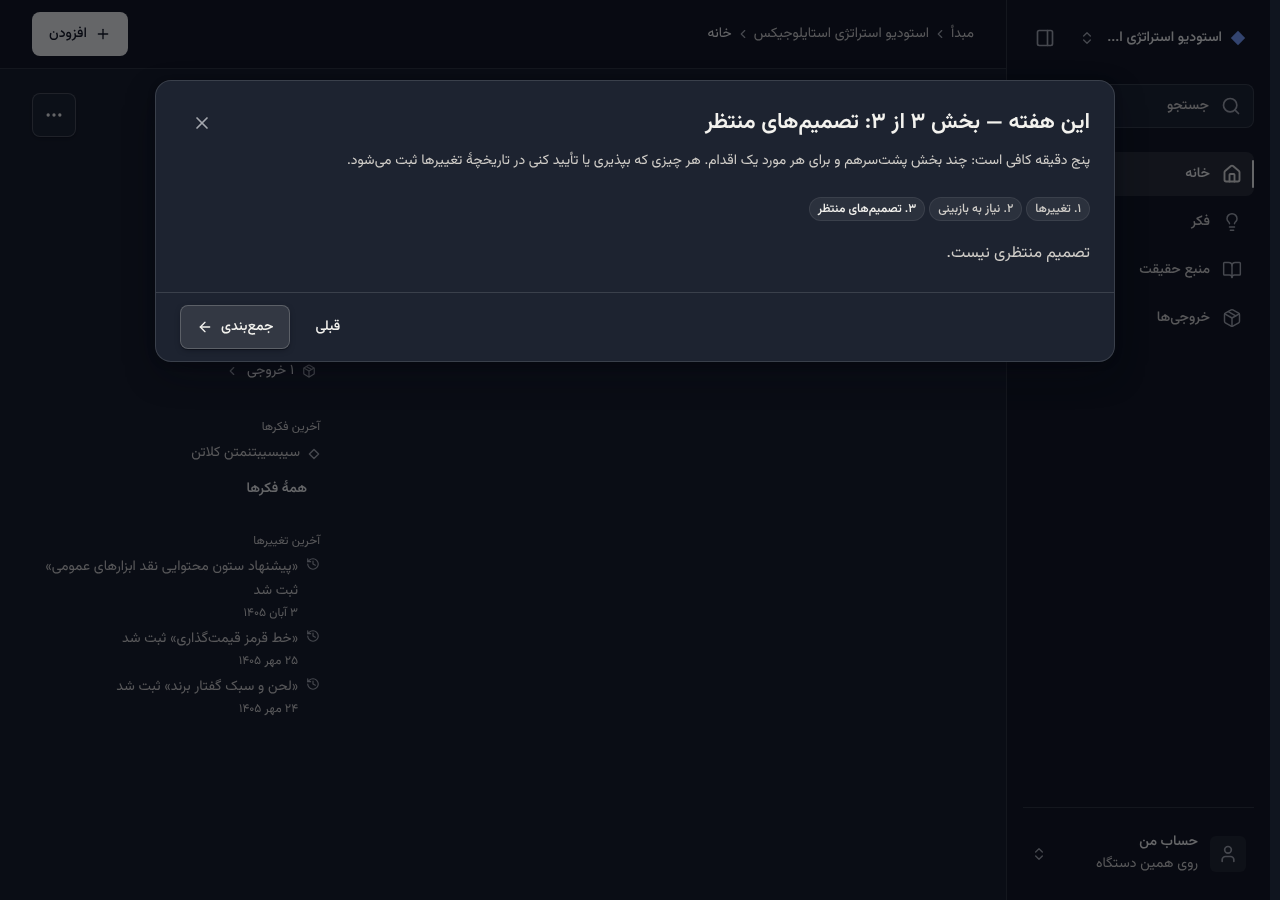 استودیو استراتژی ا...
جستجو
خانه
فکر
منبع حقیقت
خروجی‌ها
حساب من
روی همین دستگاه
مبدأ
استودیو استراتژی استایلوجیکس
خانه
افزودن
این هفته — بخش ۳ از ۳: تصمیم‌های منتظر
پنج دقیقه کافی است: چند بخش پشت‌سرهم و برای هر مورد یک اقدام. هر چیزی که بپذیری یا تأیید کنی در تاریخچهٔ تغییرها ثبت می‌شود.
۱. تغییرها
۲. نیاز به بازبینی
۳. تصمیم‌های منتظر
تصمیم منتظری نیست.
قبلی
جمع‌بندی
۱ خروجی
آخرین فکرها
سیبسیبتنمتن کلاتن
همهٔ فکرها
آخرین تغییرها
«پیشنهاد ستون محتوایی نقد ابزارهای عمومی»
ثبت شد
۳ آبان ۱۴۰۵
«خط قرمز قیمت‌گذاری» ثبت شد
۲۵ مهر ۱۴۰۵
«لحن و سبک گفتار برند» ثبت شد
۲۴ مهر ۱۴۰۵